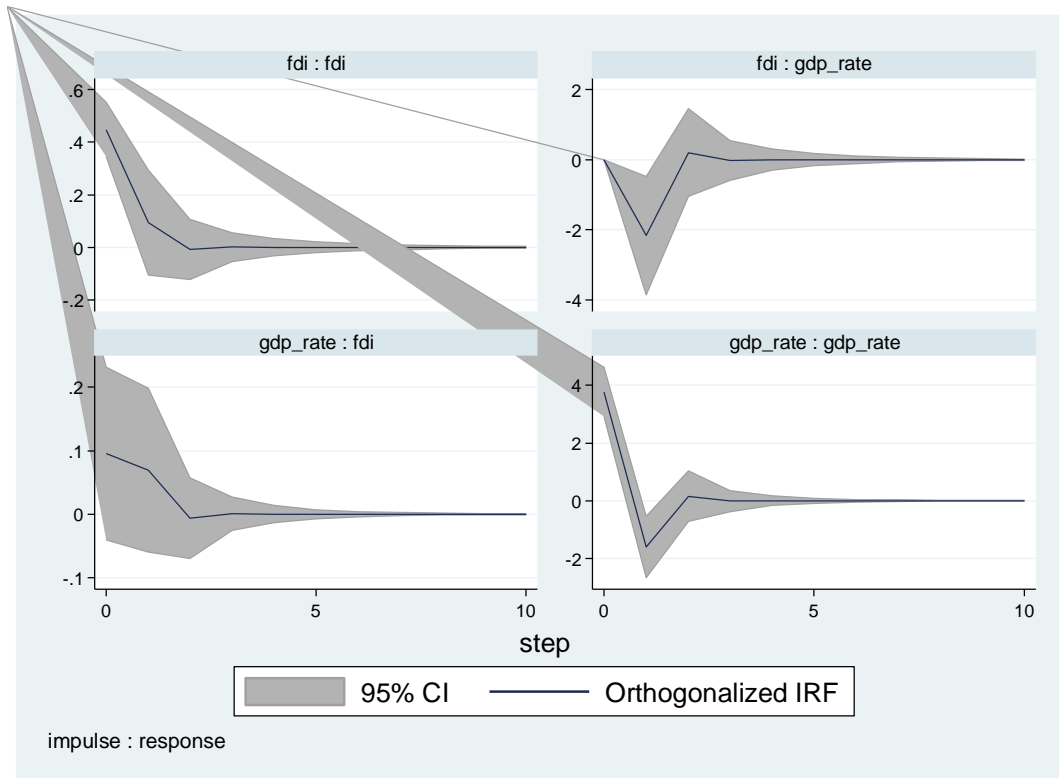 fdi : fdi
fdi : gdp_rate
.6
.4
.2
0
-.2
2
0
-2
-4
gdp_rate : fdi
gdp_rate : gdp_rate
.2
.1
0
-.1
4
2
0
-2
0 5 10
0 5 10
step
95% CI Orthogonalized IRF
impulse : response